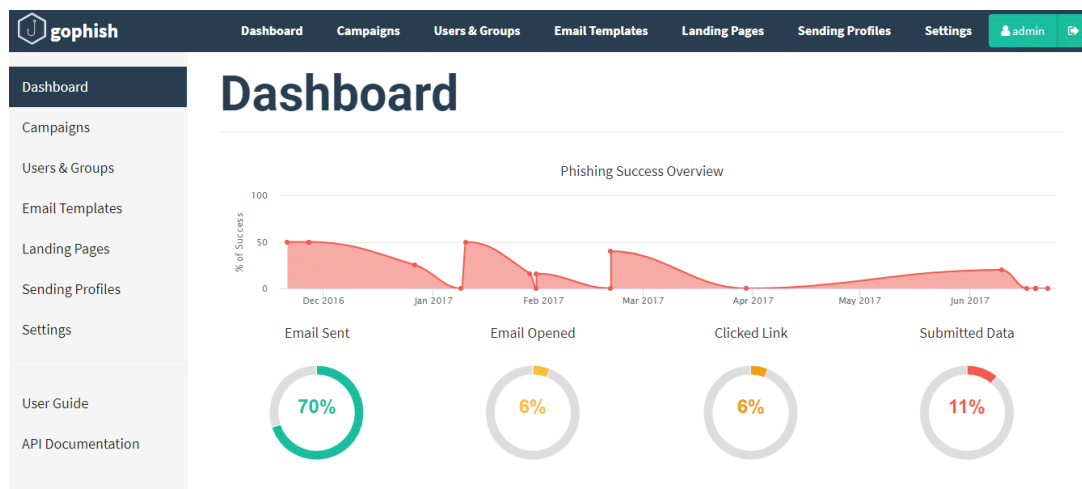 gophish Dashboard Campaigns Users & Groups Email Templates Landing Pages Sending Profiles Settings admin
Dashboard
Campaigns
Users & Groups
Email Templates
Landing Pages
Sending Profiles
Settings
User Guide
API Documentation
Dashboard
Phishing Success Overview
% of Success
100
50
0
Dec 2016 Jan 2017 Feb 2017 Mar 2017 Apr 2017 May 2017 Jun 2017
Email Sent Email Opened Clicked Link Submitted Data
70% 6% 6% 11%